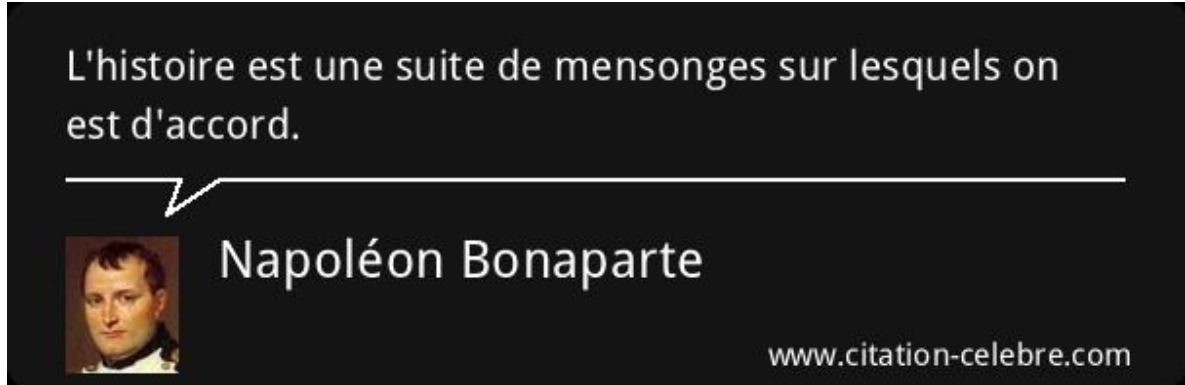 L'histoire est une suite de mensonges sur lesquels on
est d'accord.
Napoléon Bonaparte
www.citation-celebre.com